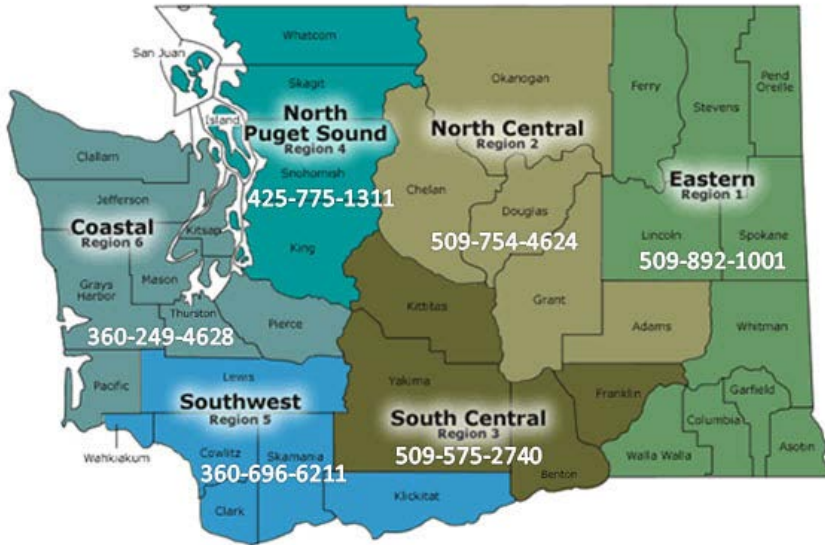 Whatcom
San Juan
Skagit
Island
North
Puget Sound
Region 4
Snohomish
425-775-1311
King
Okanogan
North Central
Region 2
Chelan
Douglas
509-754-4624
Grant
Adams
Ferry
Stevens
Pend
Oreille
Eastern
Region 1
Lincoln
Spokane
509-892-1001
Whitman
Garfield
Columbia
Walla Walla
Asotin
Clallam
Jefferson
Coastal
Region 6
Kitsap
Grays
Harbor
Mason
Thurston
360-249-4628
Pierce
Pacific
Lewis
Southwest
Region 5
Wahkiakum
Cowlitz
Skamania
360-696-6211
Clark
Klickitat
Kittitas
Yakima
South Central
Region 3
509-575-2740
Franklin
Benton